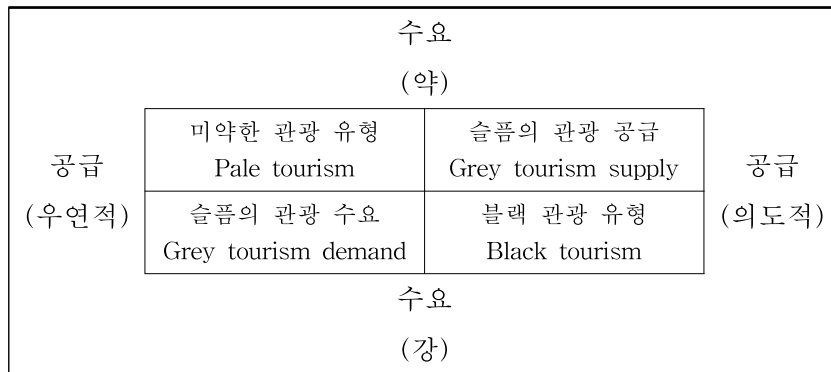 수요
(약)
미약한 관광 유형 슬픔의 관광 공급
공급 Pale tourism Grey tourism supply 공급
(우연적) 슬픔의 관광 수요 블랙 관광 유형 (의도적)
Grey tourism demand Black tourism
수요
(강)